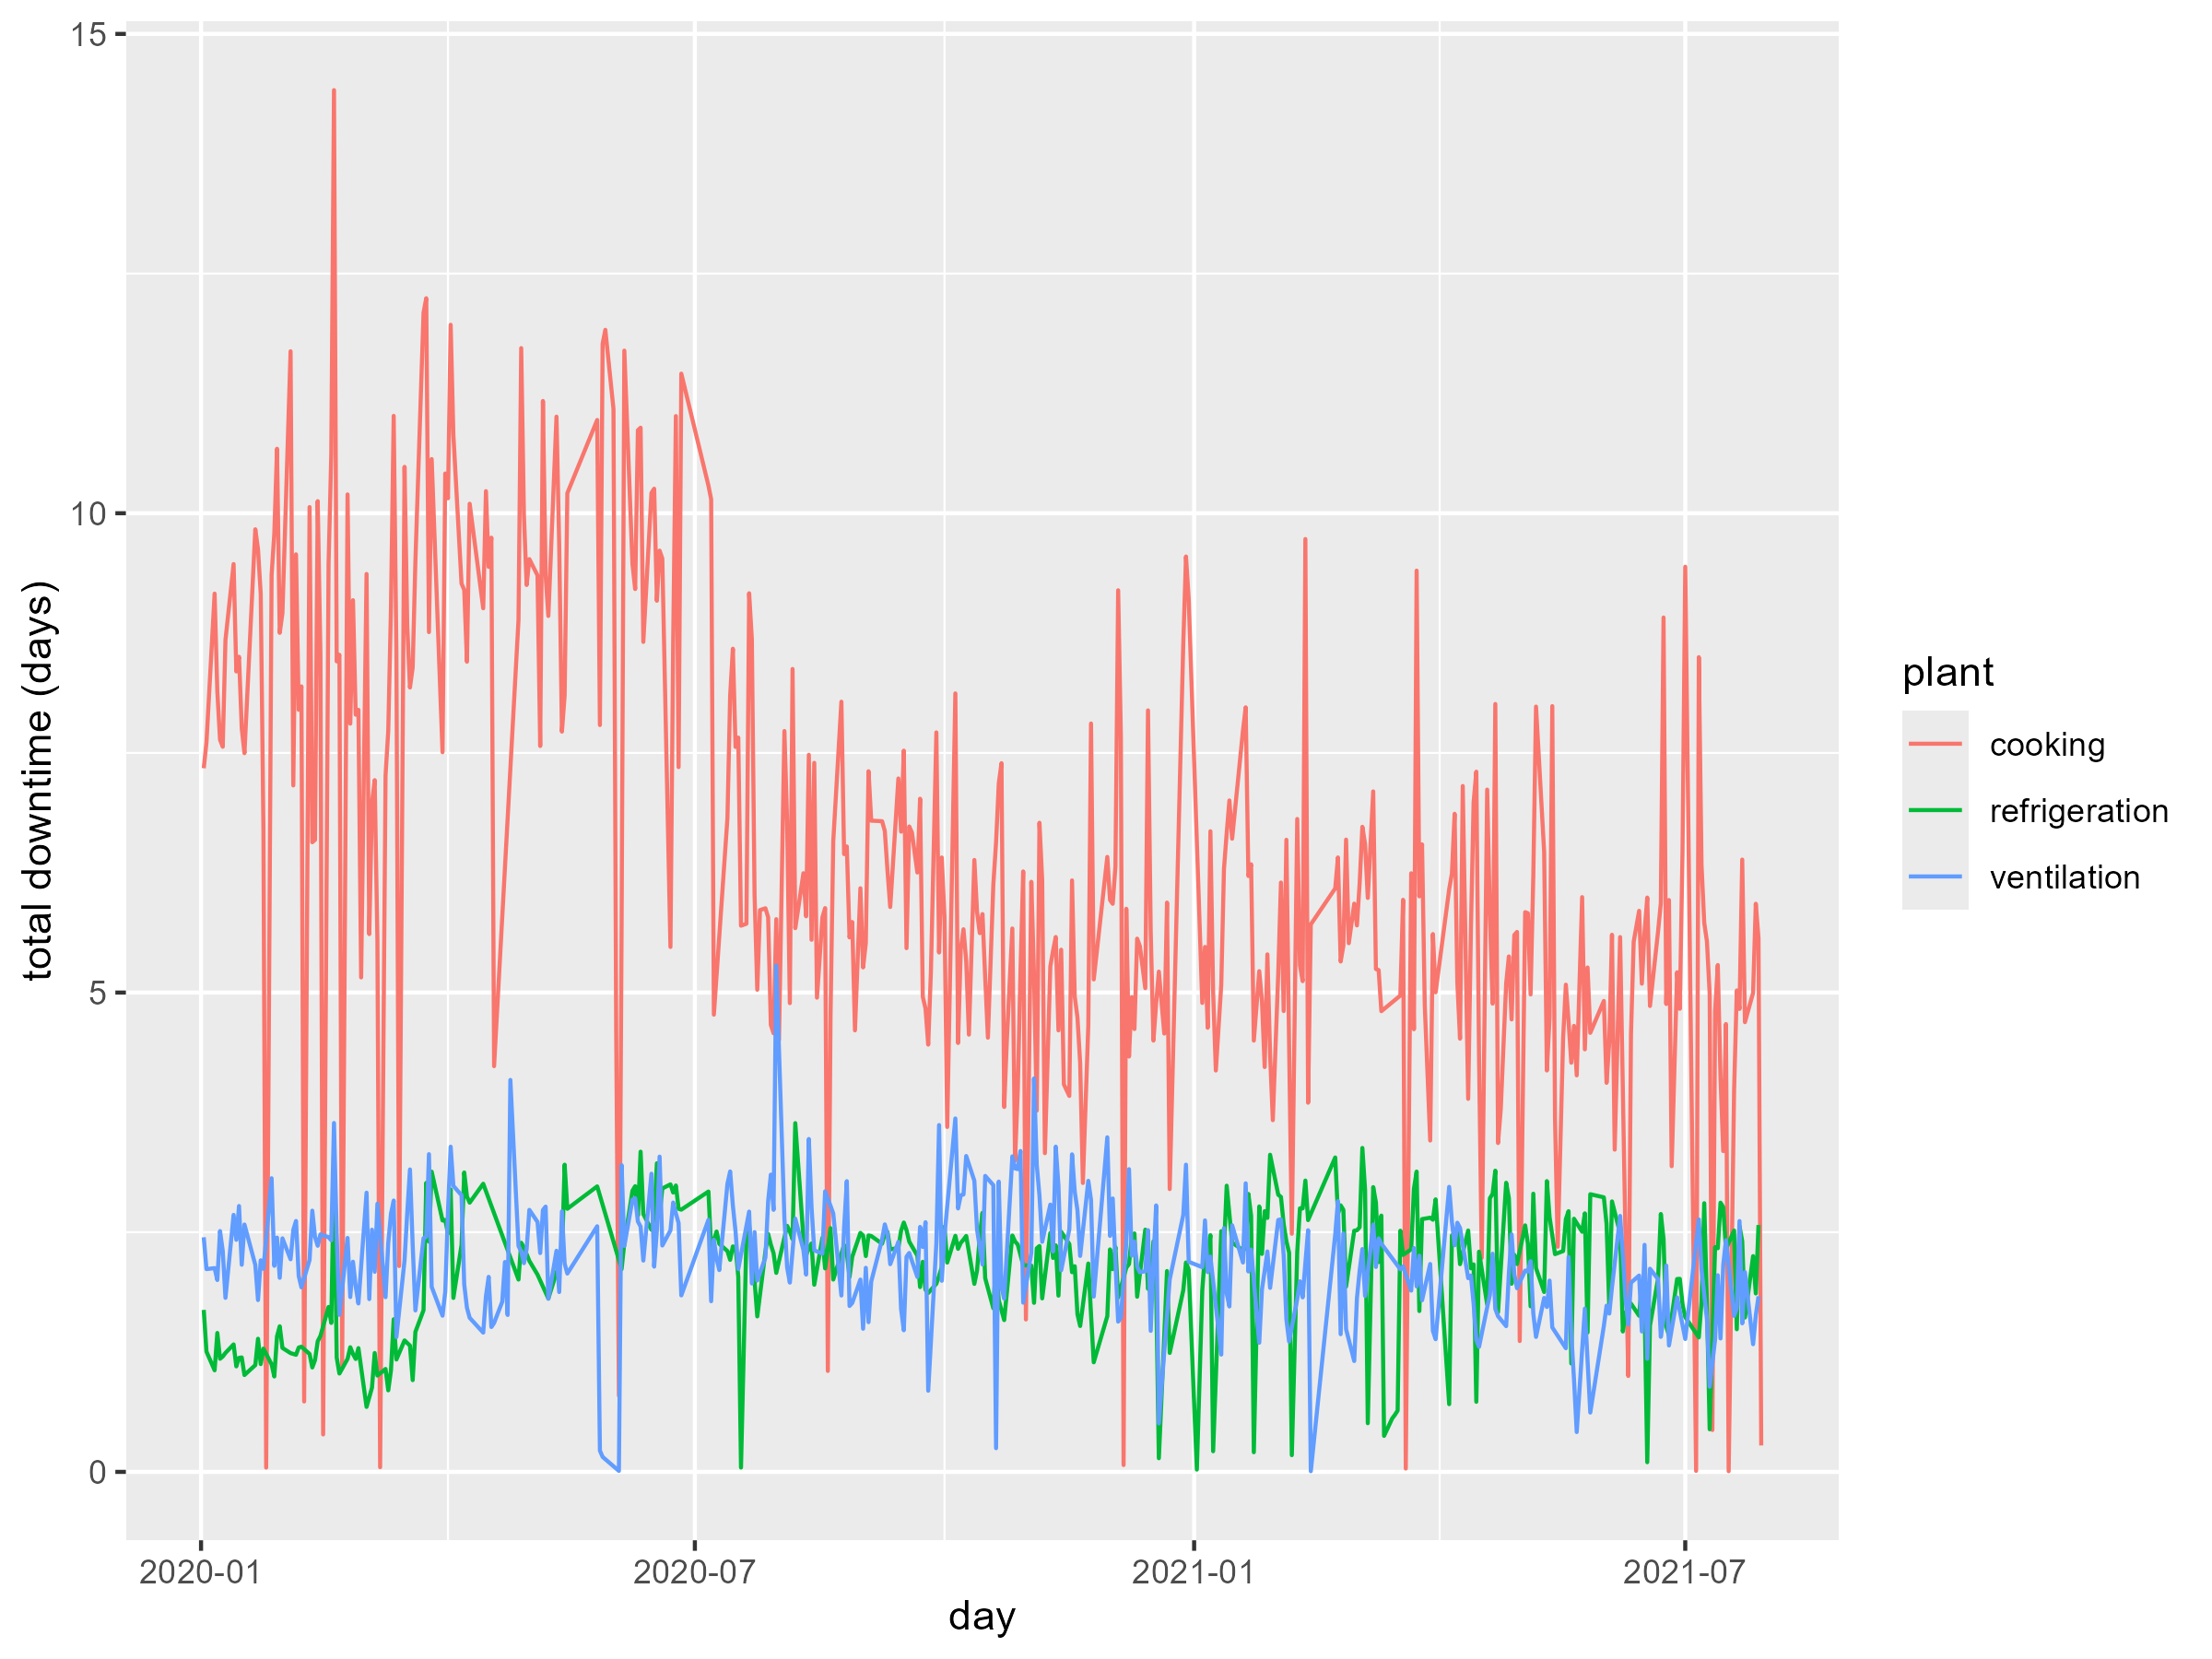 15
10
5
0
total downtime (days)
2020-01
2020-07
2021-01
2021-07
day
plant
cooking
refrigeration
ventilation